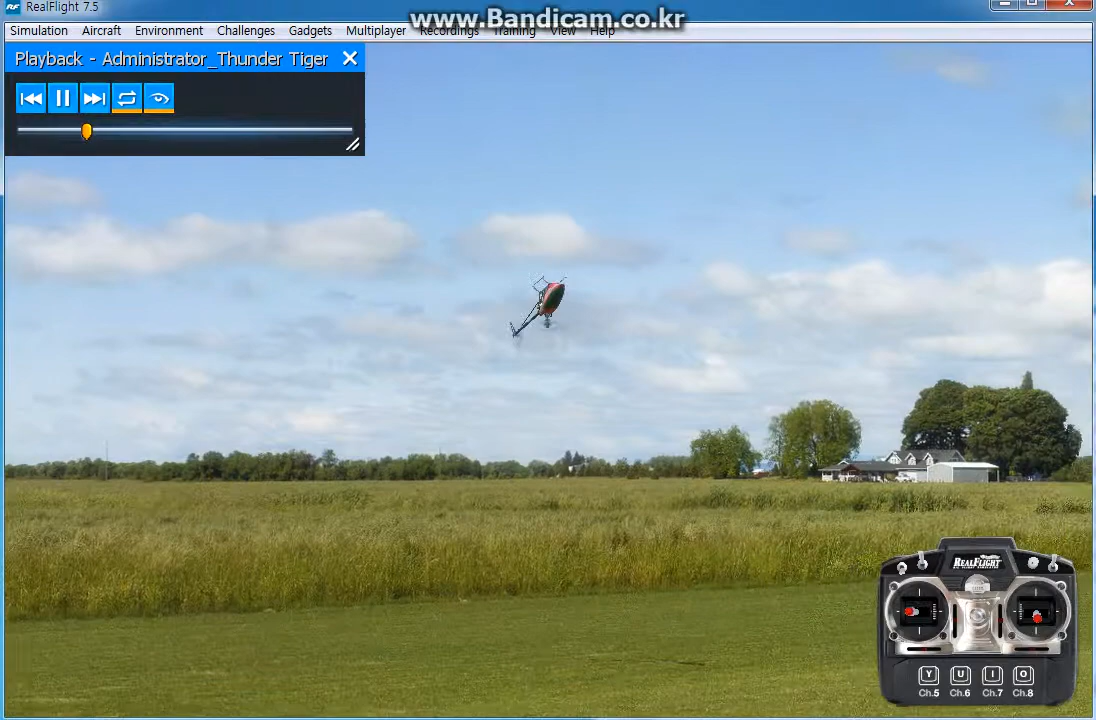 RealFlight 7.5
www.Bandicam.co.kr
Simulation Aircraft Environment Challenges Gadgets Multiplayer Recordings Training View Help
Playback - Administrator_Thunder Tiger
REALFLIGHT
Y U I O
Ch.5 Ch.6 Ch.7 Ch.8